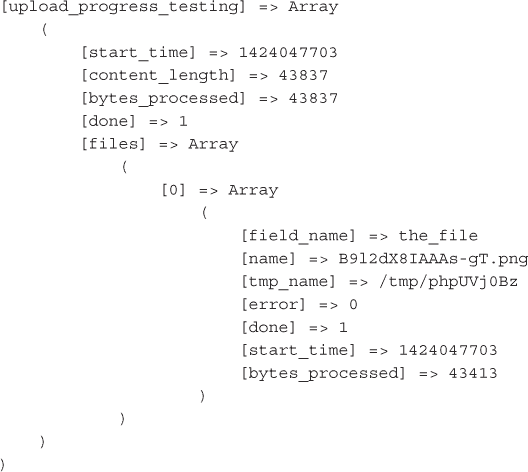 [upload_progress_testing] => Array
    (
        [start_time] => 1424047703
        [content_length] => 43837
        [bytes_processed] => 43837
        [done] => 1
        [files] => Array
            (
                [0] => Array
                    (
                        [field_name] => the_file
                        [name] => B9l2dX8IAAAs-gT.png
                        [tmp_name] => /tmp/phpUVj0Bz
                        [error] => 0
                        [done] => 1
                        [start_time] => 1424047703
                        [bytes_processed] => 43413
                    )
            )
    )
)